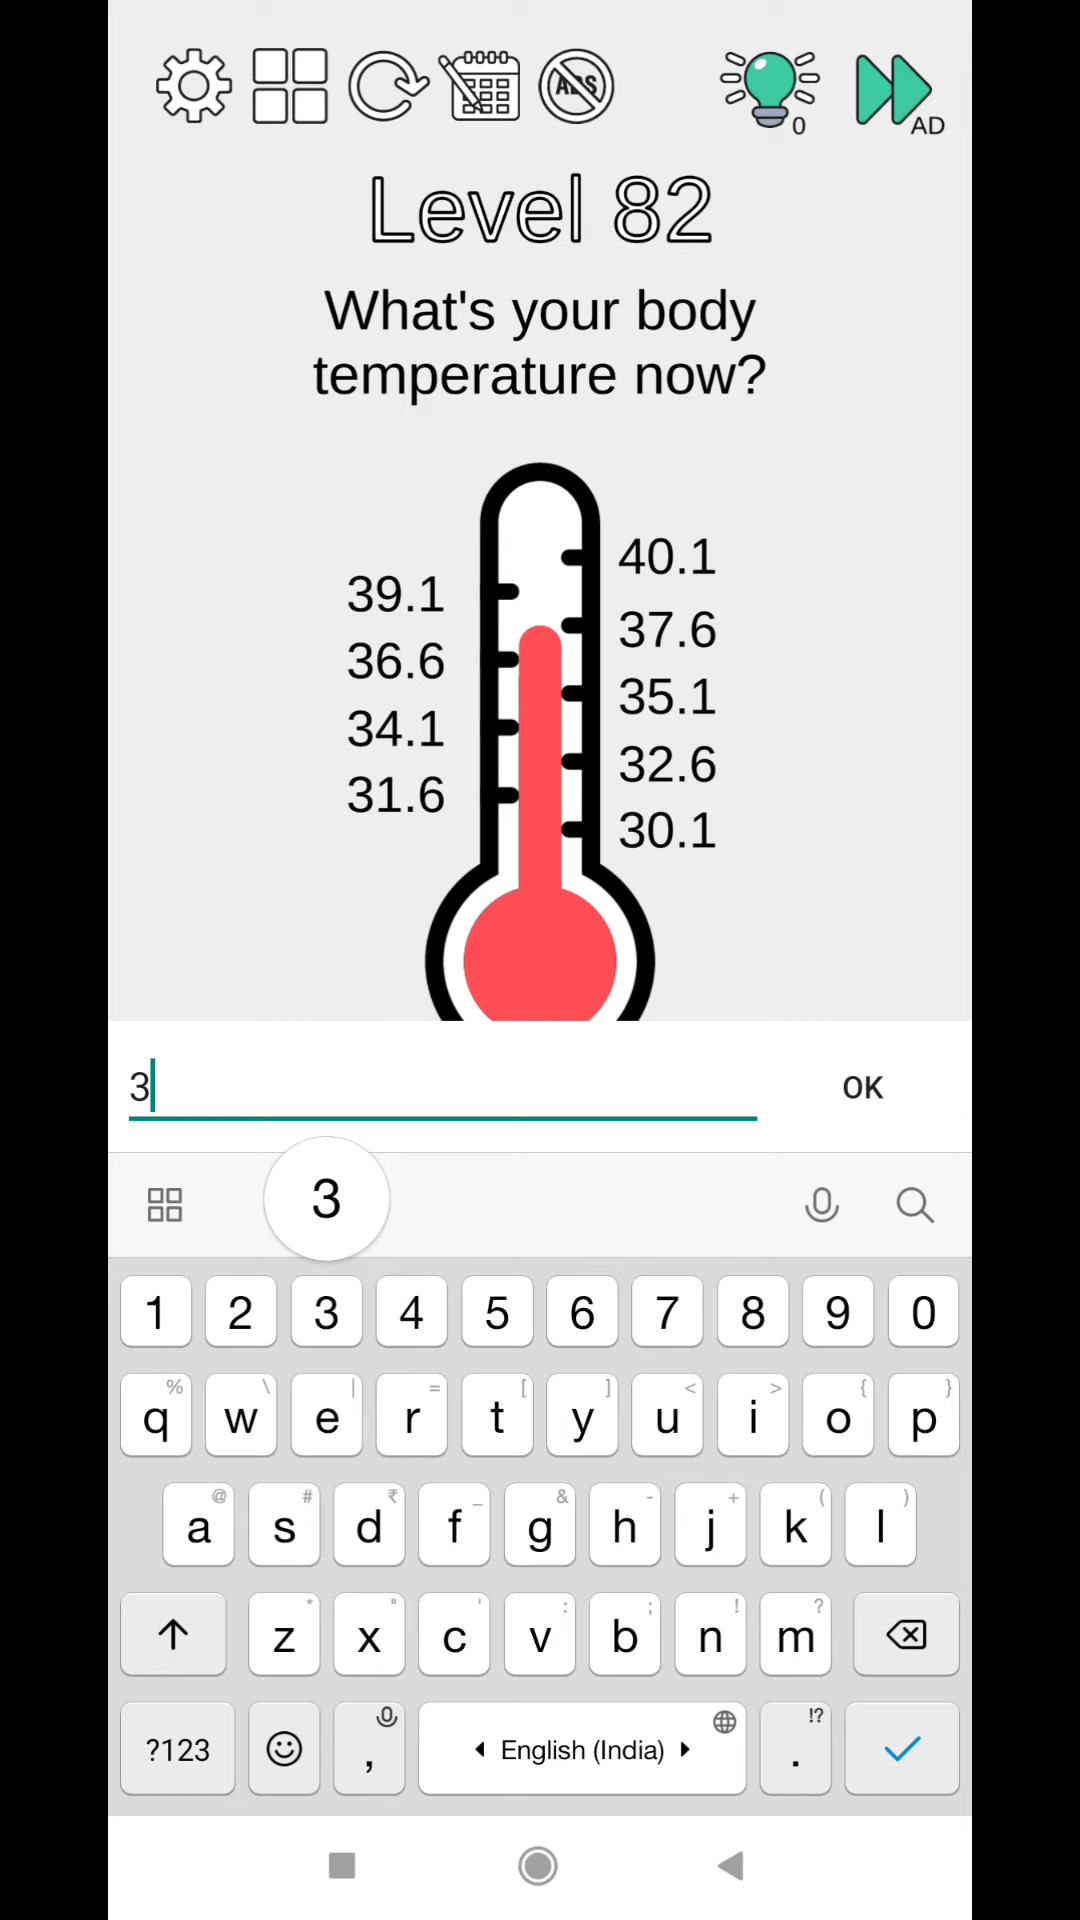 ADS
0
AD
Level 82
What's your body
temperature now?
40.1
39.1
37.6
36.6
35.1
34.1
32.6
31.6
30.1
3
OK
3
1 2 3 4 5 6 7 8 9 0
% \ | = [ ] < > { }
q w e r t y u i o p
@ # ₹ _ & - + ( )
a s d f g h j k l
* " ' : ; ! ?
z x c v b n m
!?
?123 , English (India) .